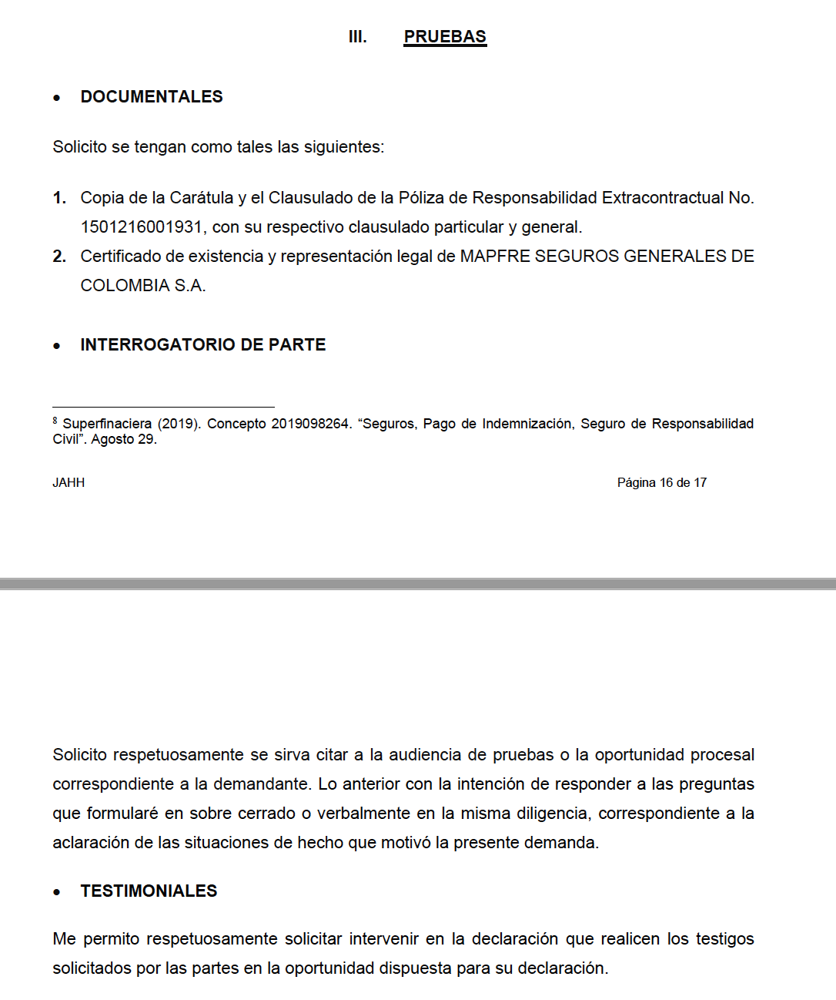 III. PRUEBAS
• DOCUMENTALES
Solicito se tengan como tales las siguientes:
1. Copia de la Carátula y el Clausulado de la Póliza de Responsabilidad Extracontractual No.
1501216001931, con su respectivo clausulado particular y general.
2. Certificado de existencia y representación legal de MAPFRE SEGUROS GENERALES DE
COLOMBIA S.A.
• INTERROGATORIO DE PARTE
8 Superfinaciera (2019). Concepto 2019098264. “Seguros, Pago de Indemnización, Seguro de Responsabilidad
Civil”. Agosto 29.
JAHH Página 16 de 17
Solicito respetuosamente se sirva citar a la audiencia de pruebas o la oportunidad procesal
correspondiente a la demandante. Lo anterior con la intención de responder a las preguntas
que formularé en sobre cerrado o verbalmente en la misma diligencia, correspondiente a la
aclaración de las situaciones de hecho que motivó la presente demanda.
• TESTIMONIALES
Me permito respetuosamente solicitar intervenir en la declaración que realicen los testigos
solicitados por las partes en la oportunidad dispuesta para su declaración.